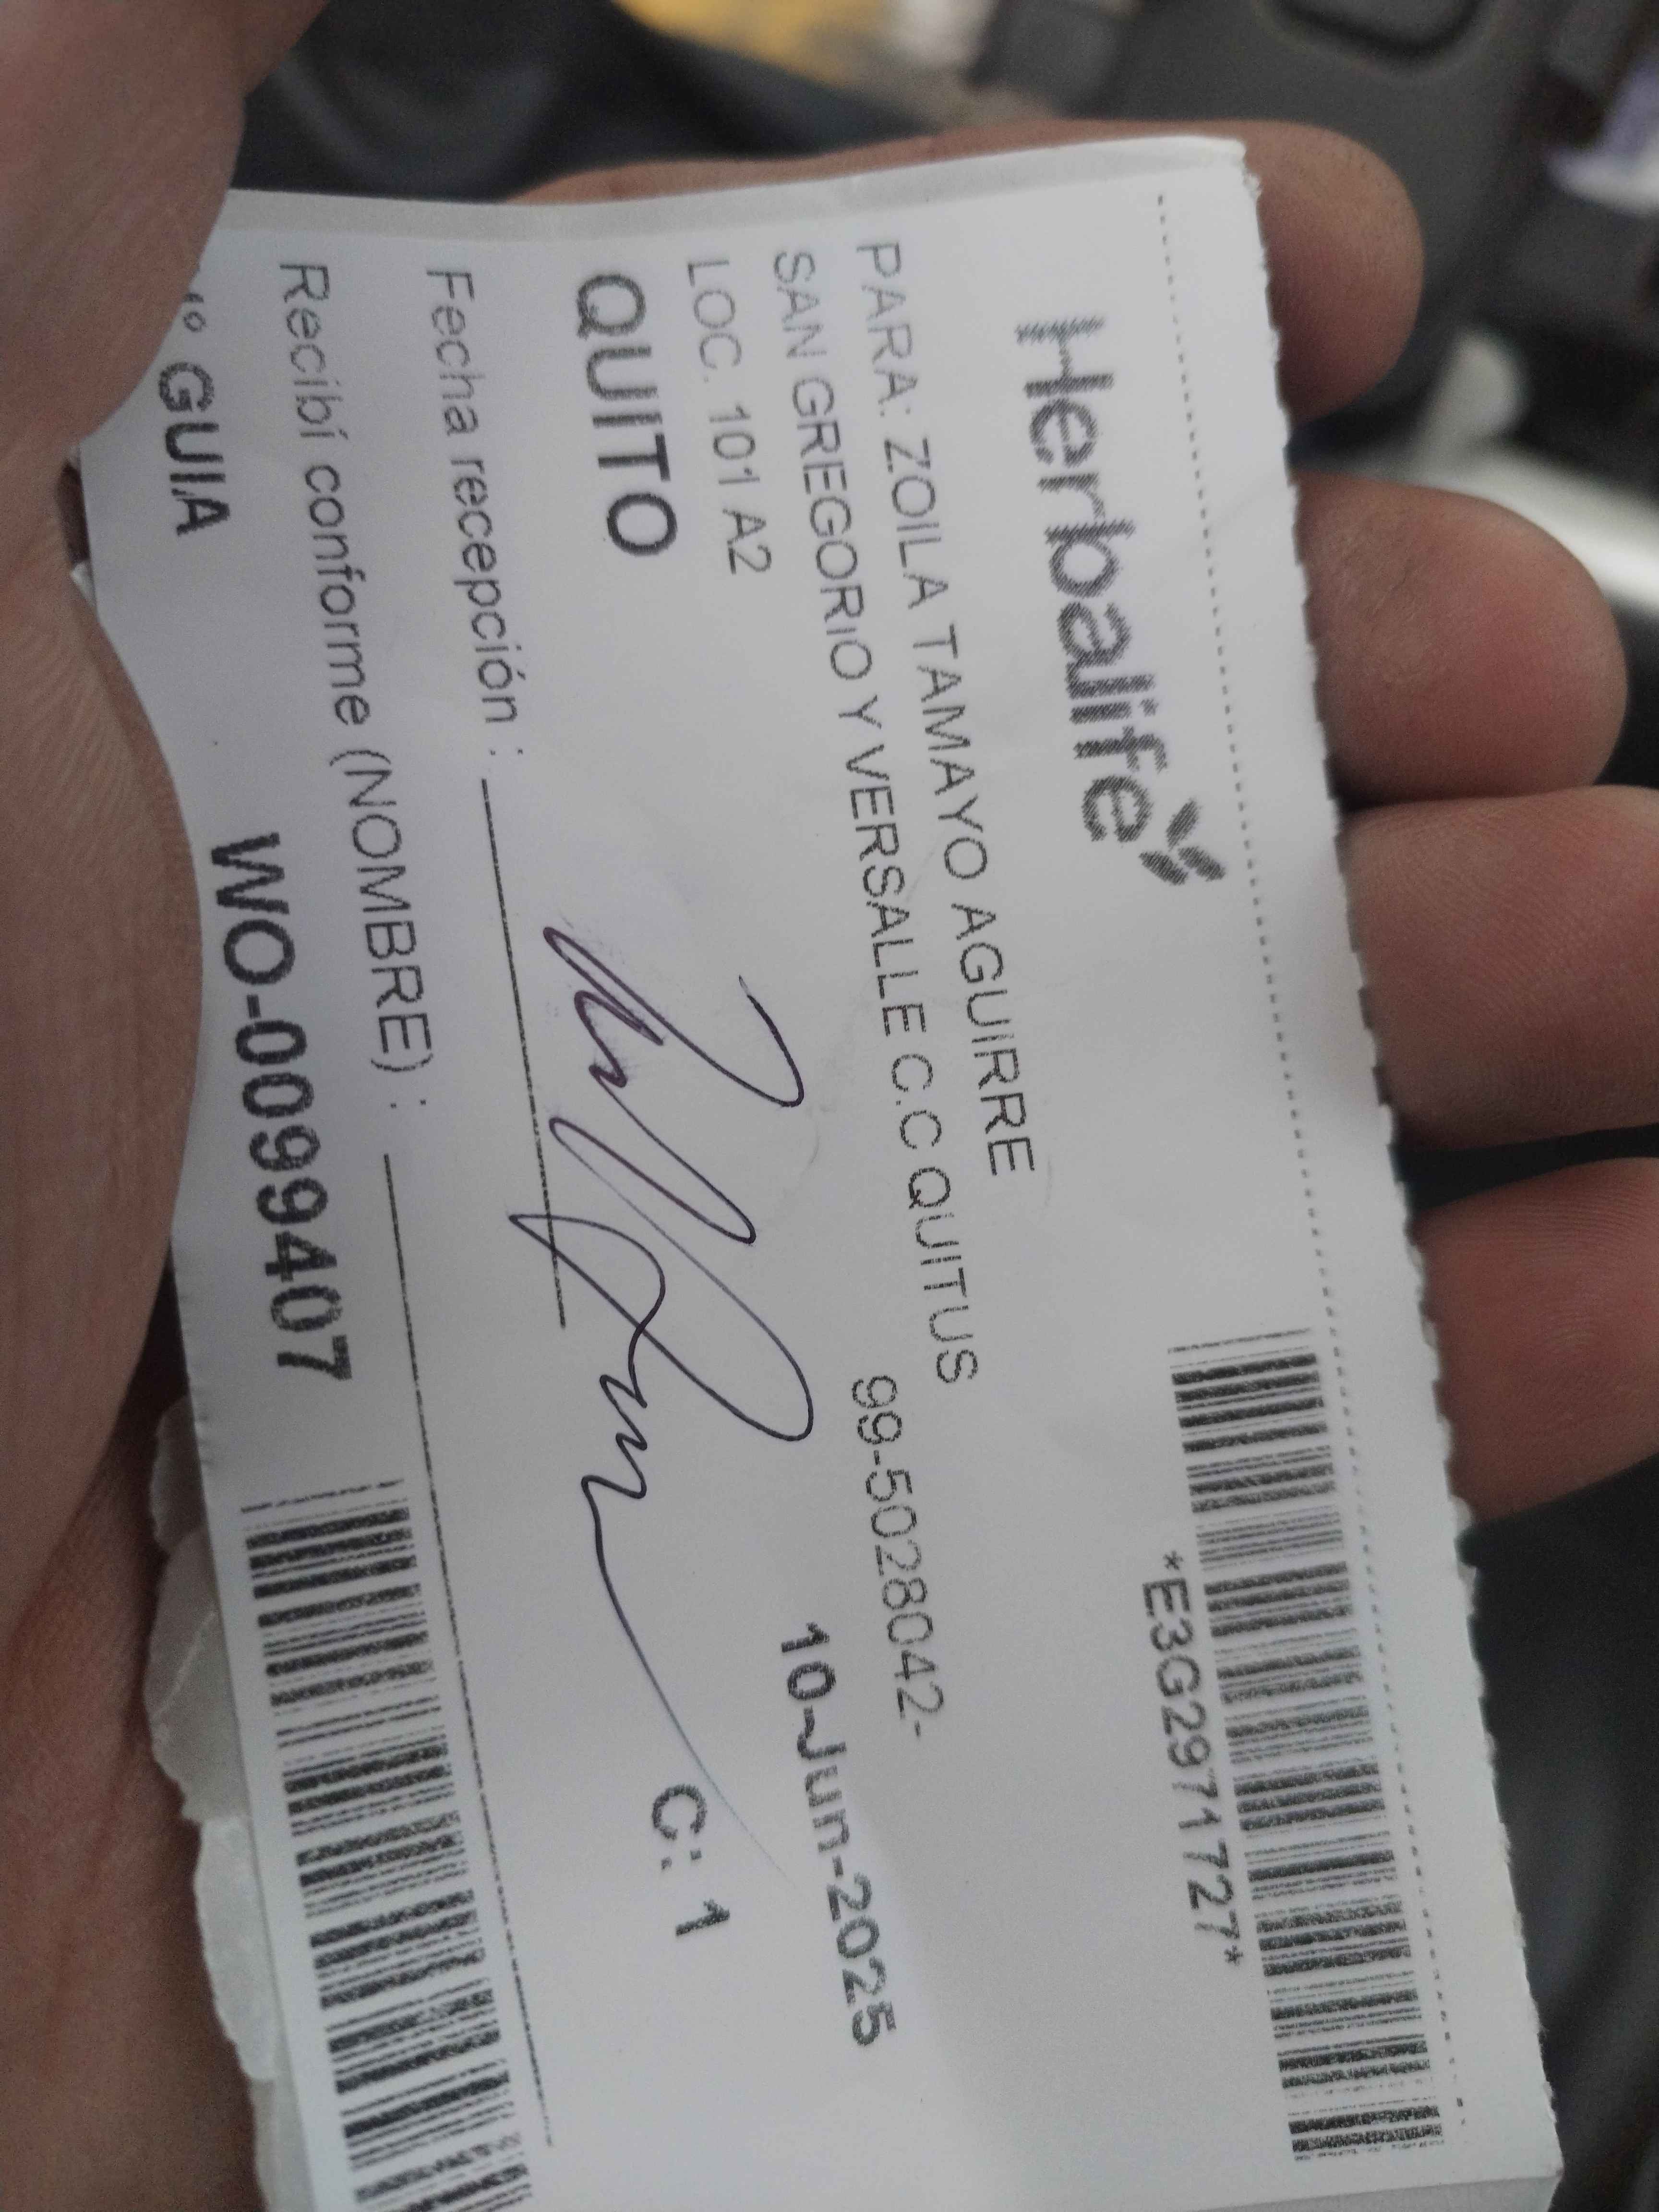 Herbalife
*E3G2971727*
PARA: ZOILA TAMAYO AGUIRRE
SAN GREGORIO Y VERSALLE C.C QUITUS
99-5028042-
LOC. 101 A2
10-Jun-2025
QUITO
C: 1
Fecha recepción :
Recibí conforme (NOMBRE) :
GUIA WO-0099407